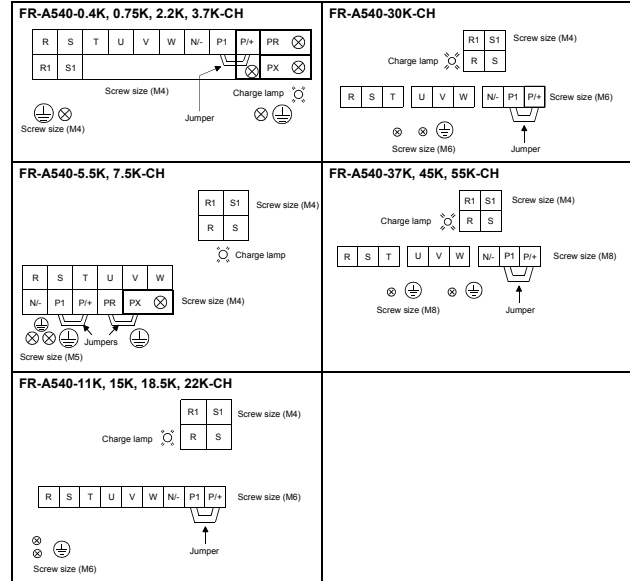 FR-A540-0.4K, 0.75K, 2.2K, 3.7K-CH
R S T U V W N/- P1 P/+ PR
R1 S1 PX
Screw size (M4)
Charge lamp
Jumper
Screw size (M4)
FR-A540-5.5K, 7.5K-CH
R1 S1
Screw size (M4)
R S
Charge lamp
R S T U V W
N/- P1 P/+ PR PX
Screw size (M4)
Jumpers
Screw size (M5)
FR-A540-11K, 15K, 18.5K, 22K-CH
R1 S1
Screw size (M4)
Charge lamp
R S
R S T U V W N/- P1 P/+
Screw size (M6)
Jumper
Screw size (M6)
FR-A540-30K-CH
R1 S1
Screw size (M4)
Charge lamp
R S
R S T U V W N/- P1 P/+
Screw size (M6)
Screw size (M6)
Jumper
FR-A540-37K, 45K, 55K-CH
R1 S1
Screw size (M4)
Charge lamp
R S
R S T U V W N/- P1 P/+
Screw size (M8)
Screw size (M8)
Jumper